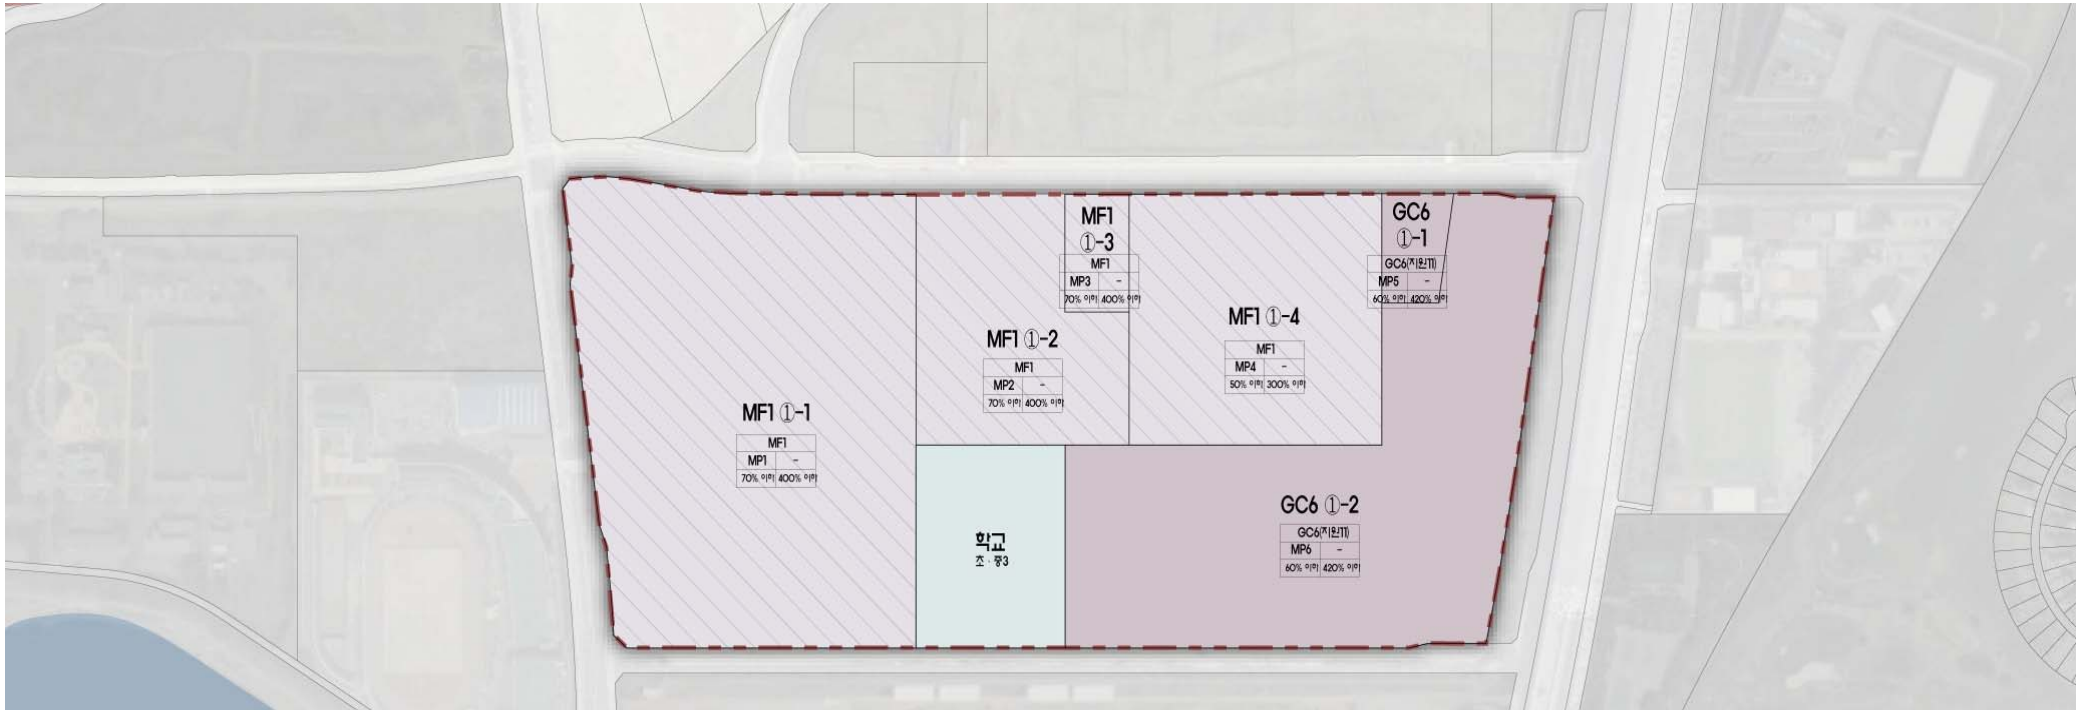 MF1
①-3
MF1
MP3 -
70% 이하 400% 이하
GC6
①-1
GC6(지원11)
MP5 -
60% 이하 420% 이하
MF1 ①-4
MF1
MP4 -
50% 이하 300% 이하
MF1 ①-2
MF1
MP2 -
70% 이하 400% 이하
MF1 ①-1
MF1
MP1 -
70% 이하 400% 이하
GC6 ①-2
GC6(지원11)
MP6 -
60% 이하 420% 이하
학교
초·중3